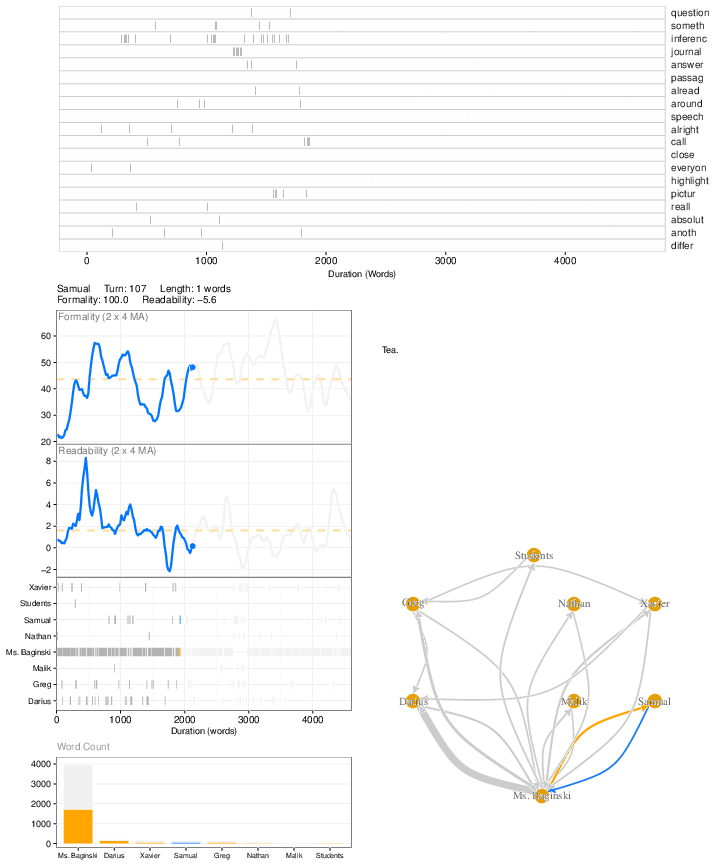 question
someth
inferenc
journal
answer
passag
alread
around
speech
alright
call
close
everyon
highlight
pictur
reall
absolut
anoth
differ
0 1000 2000 3000 4000
Duration (Words)
Samual Turn: 107 Length: 1 words
Formality: 100.0 Readability: −5.6
Formality (2 x 4 MA)
60
50
40
30
20
Tea.
Readability (2 x 4 MA)
8
6
4
2
0
−2
Xavier
Students
Samual
Nathan
Ms. Baginski
Malik
Greg
Darius
0 1000 2000 3000 4000
Duration (words)
Students
Greg Nathan Xavier
Darius Malik Samual
Ms. Baginski
Word Count
4000
3000
2000
1000
0
Ms. Baginski Darius Xavier Samual Greg Nathan Malik Students